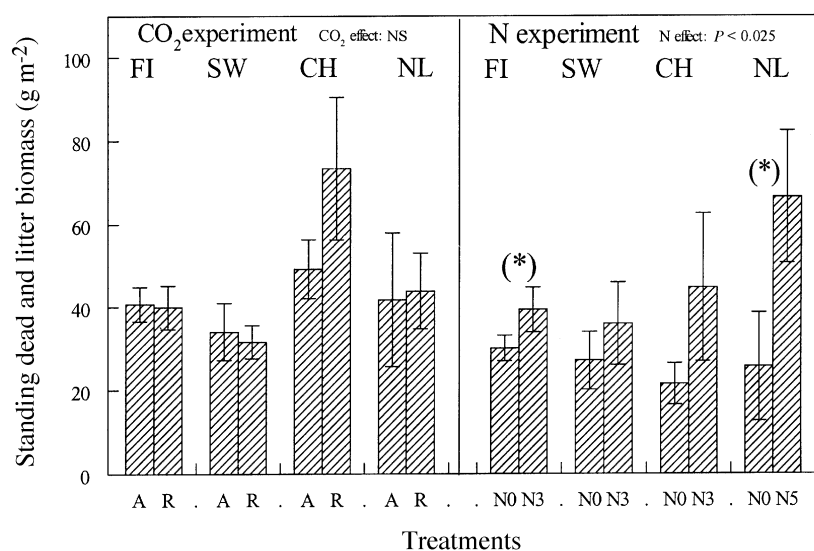 CO2experiment CO2 effect: NS
FI SW CH NL
N experiment N effect: P < 0.025
FI SW CH NL
Standing dead and litter biomass (g m-2)
100
80
60
40
20
0
(*)
(*)
A R . A R . A R . A R . . N0 N3 . N0 N3 . N0 N3 . N0 N5
Treatments